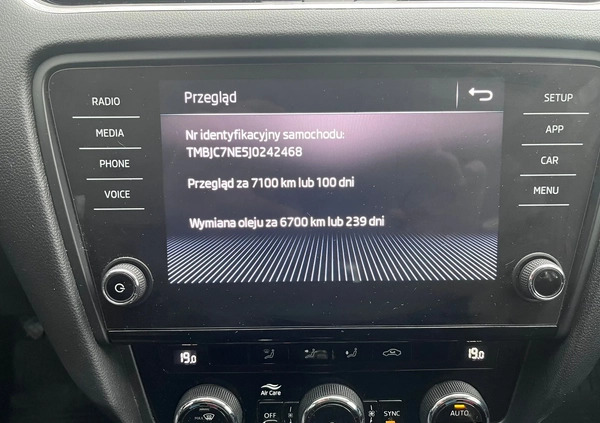 Przegląd
RADIO
MEDIA
PHONE
VOICE
Nr identyfikacyjny samochodu:
TMBJC7NE5J0242468
Przegląd za 7100 km lub 100 dni
Wymiana oleju za 6700 km lub 239 dni
SETUP
APP
CAR
MENU
19.0
19.0
Air Care
OFF
SYNC
AUTO